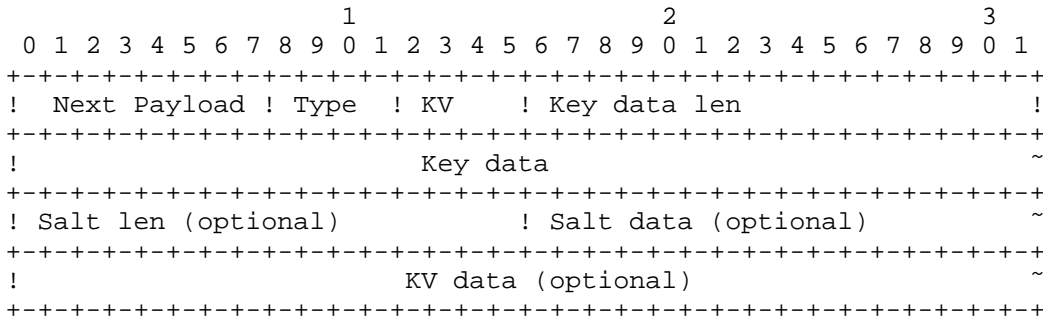 1                   2                   3
 0 1 2 3 4 5 6 7 8 9 0 1 2 3 4 5 6 7 8 9 0 1 2 3 4 5 6 7 8 9 0 1
+-+-+-+-+-+-+-+-+-+-+-+-+-+-+-+-+-+-+-+-+-+-+-+-+-+-+-+-+-+-+-+-+
!  Next Payload ! Type  ! KV    ! Key data len                  !
+-+-+-+-+-+-+-+-+-+-+-+-+-+-+-+-+-+-+-+-+-+-+-+-+-+-+-+-+-+-+-+-+
!                         Key data                              ~
+-+-+-+-+-+-+-+-+-+-+-+-+-+-+-+-+-+-+-+-+-+-+-+-+-+-+-+-+-+-+-+-+
! Salt len (optional)           ! Salt data (optional)          ~
+-+-+-+-+-+-+-+-+-+-+-+-+-+-+-+-+-+-+-+-+-+-+-+-+-+-+-+-+-+-+-+-+
!                        KV data (optional)                     ~
+-+-+-+-+-+-+-+-+-+-+-+-+-+-+-+-+-+-+-+-+-+-+-+-+-+-+-+-+-+-+-+-+